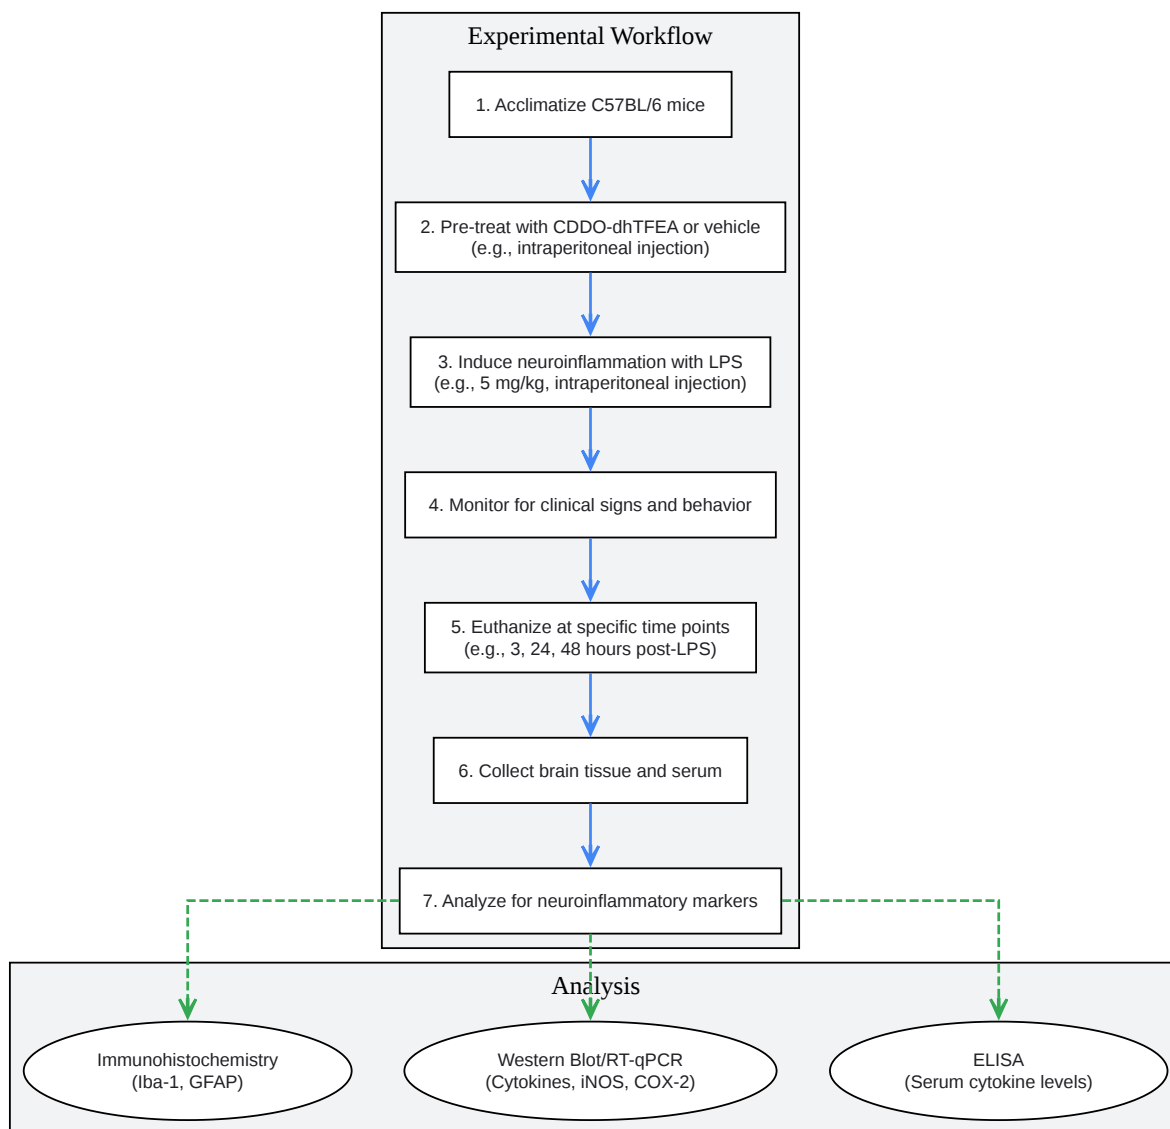 Experimental Workflow
1. Acclimatize C57BL/6 mice
2. Pre-treat with CDDO-dhTFEA or vehicle
(e.g., intraperitoneal injection)
3. Induce neuroinflammation with LPS
(e.g., 5 mg/kg, intraperitoneal injection)
4. Monitor for clinical signs and behavior
5. Euthanize at specific time points
(e.g., 3, 24, 48 hours post-LPS)
6. Collect brain tissue and serum
7. Analyze for neuroinflammatory markers
Analysis
Immunohistochemistry
(Iba-1, GFAP)
Western Blot/RT-qPCR
(Cytokines, iNOS, COX-2)
ELISA
(Serum cytokine levels)